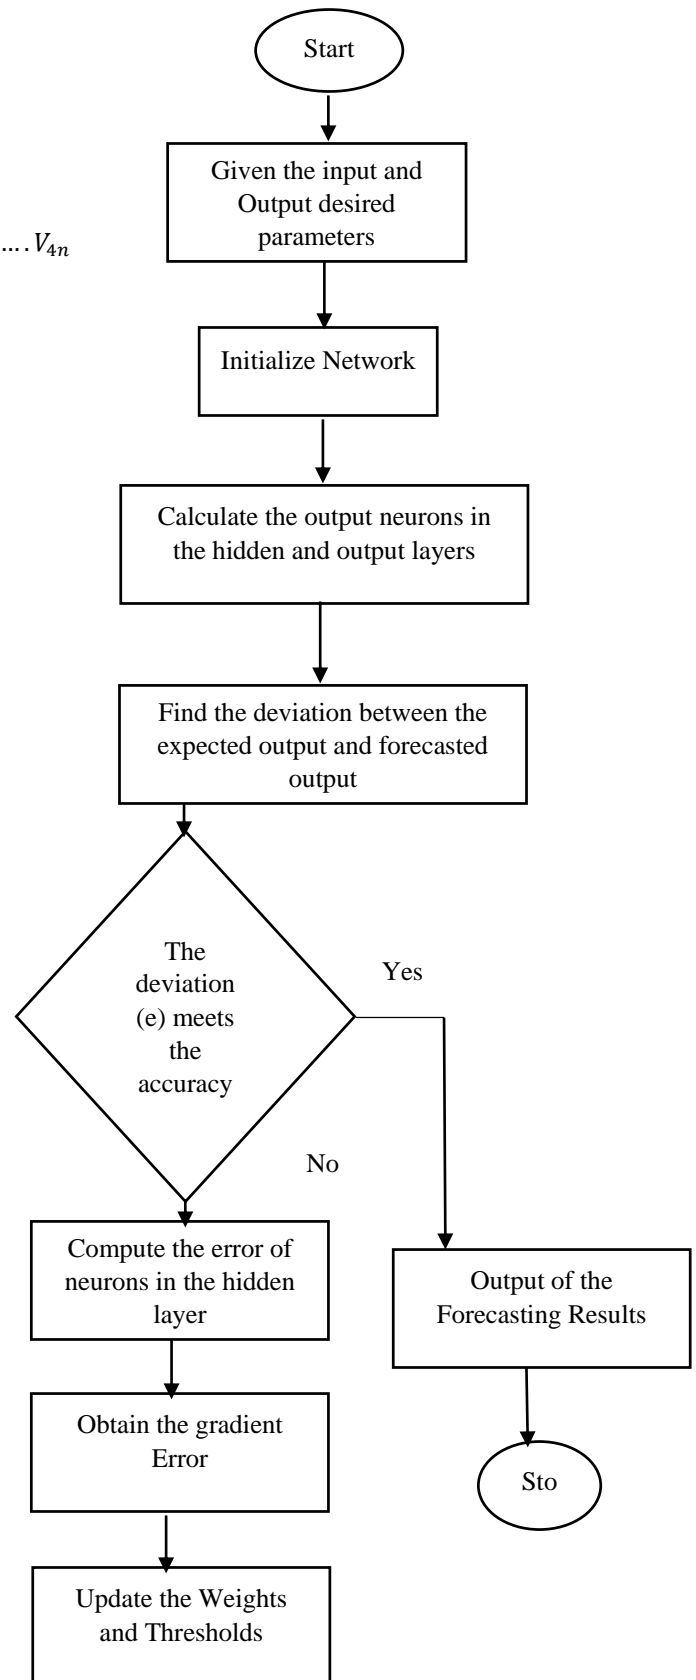 Start
Given the input and
Output desired
parameters
.... V₄ₙ
Initialize Network
Calculate the output neurons in
the hidden and output layers
Find the deviation between the
expected output and forecasted
output
The
deviation
(e) meets
the
accuracy
Yes
No
Compute the error of
neurons in the hidden
layer
Output of the
Forecasting Results
Obtain the gradient
Error
Sto
Update the Weights
and Thresholds